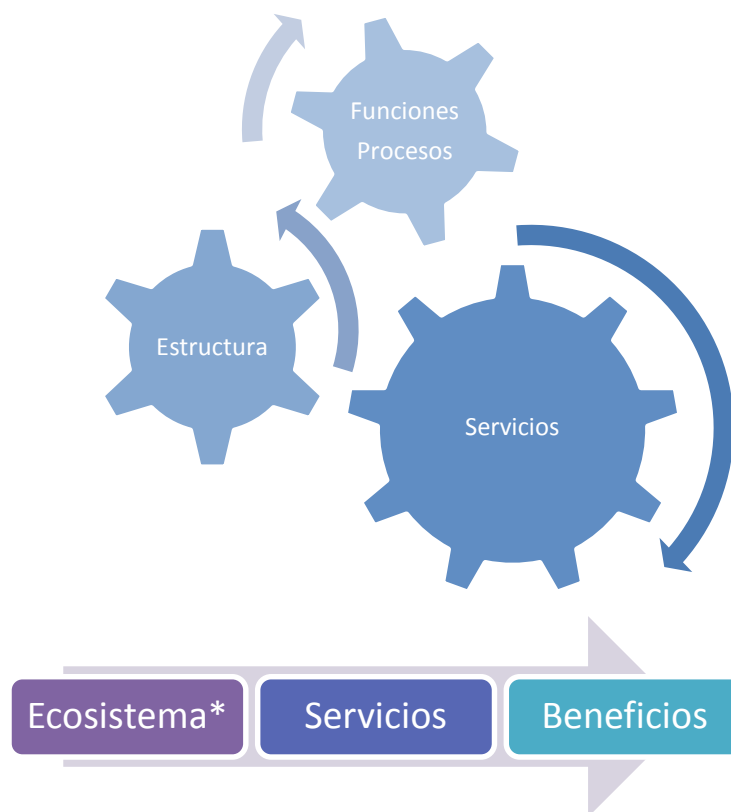 Funciones
Procesos
Estructura
Servicios
Ecosistema*
Servicios
Beneficios